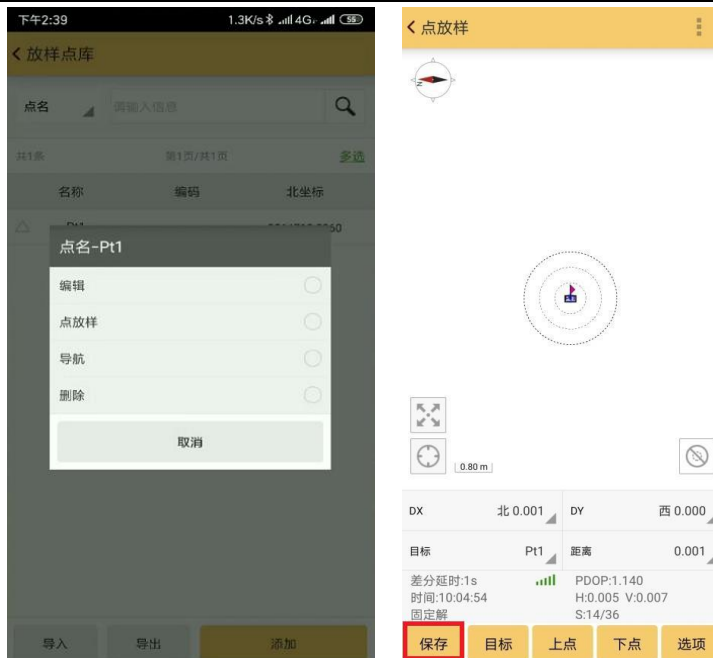 下午2:39 1.3K/s 4G 55
放样点库
点名 请输入信息
共1条 第1页/共1页 多选
名称 编码 北坐标
点名-Pt1
编辑
点放样
导航
删除
取消
导入 导出 添加
点放样
N
0.80 m
DX 北 0.001 DY 西 0.000
目标 Pt1 距离 0.001
差分延时:1s PDOP:1.140
时间:10:04:54 H:0.005 V:0.007
固定解 S:14/36
保存 目标 上点 下点 选项